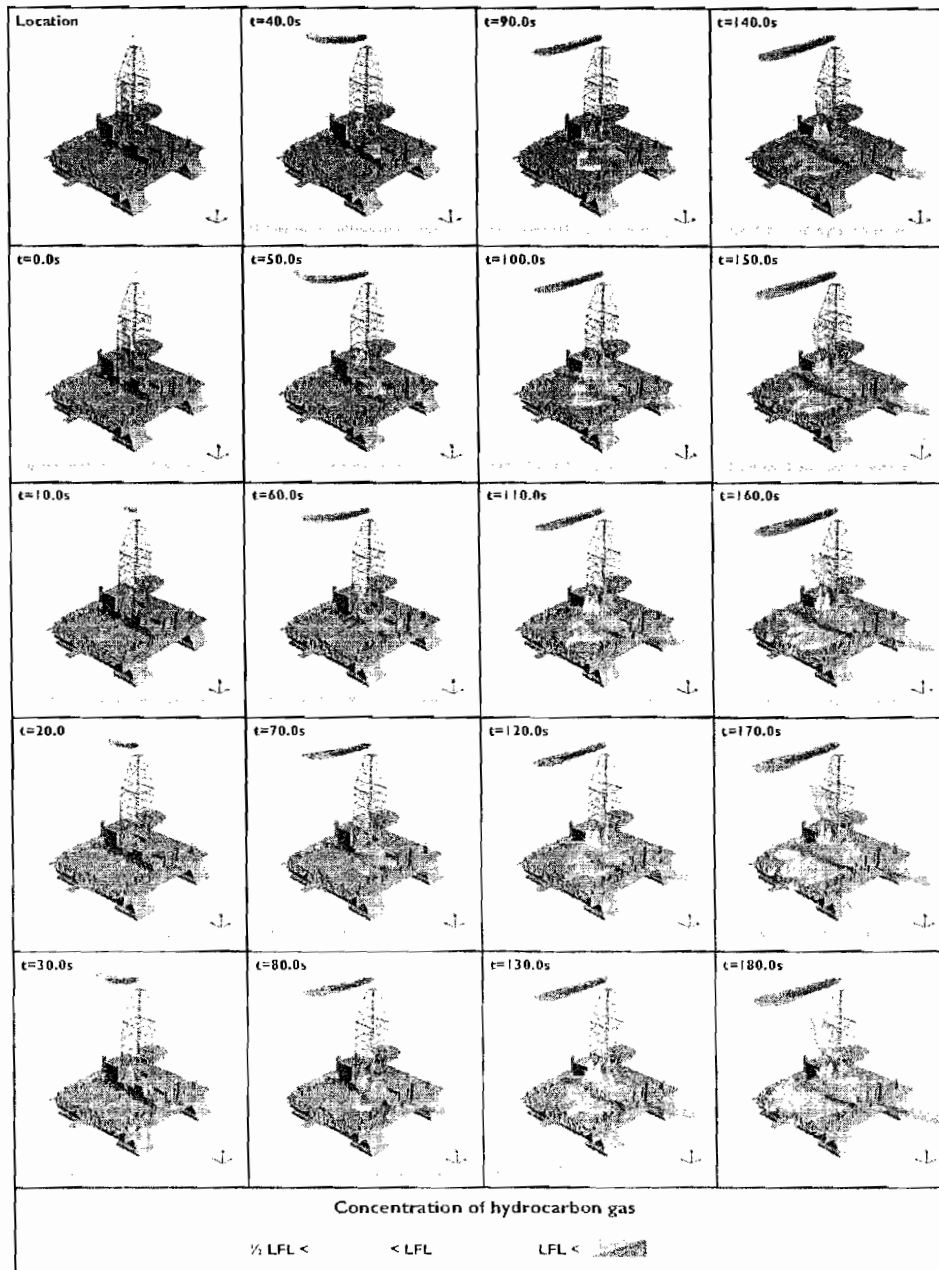 Location
t=40.0s
t=90.0s
t=140.0s
t=0.0s
t=50.0s
t=100.0s
t=150.0s
t=10.0s
t=60.0s
t=110.0s
t=160.0s
t=20.0
t=70.0s
t=120.0s
t=170.0s
t=30.0s
t=80.0s
t=130.0s
t=180.0s
Concentration of hydrocarbon gas
½ LFL < < LFL LFL <